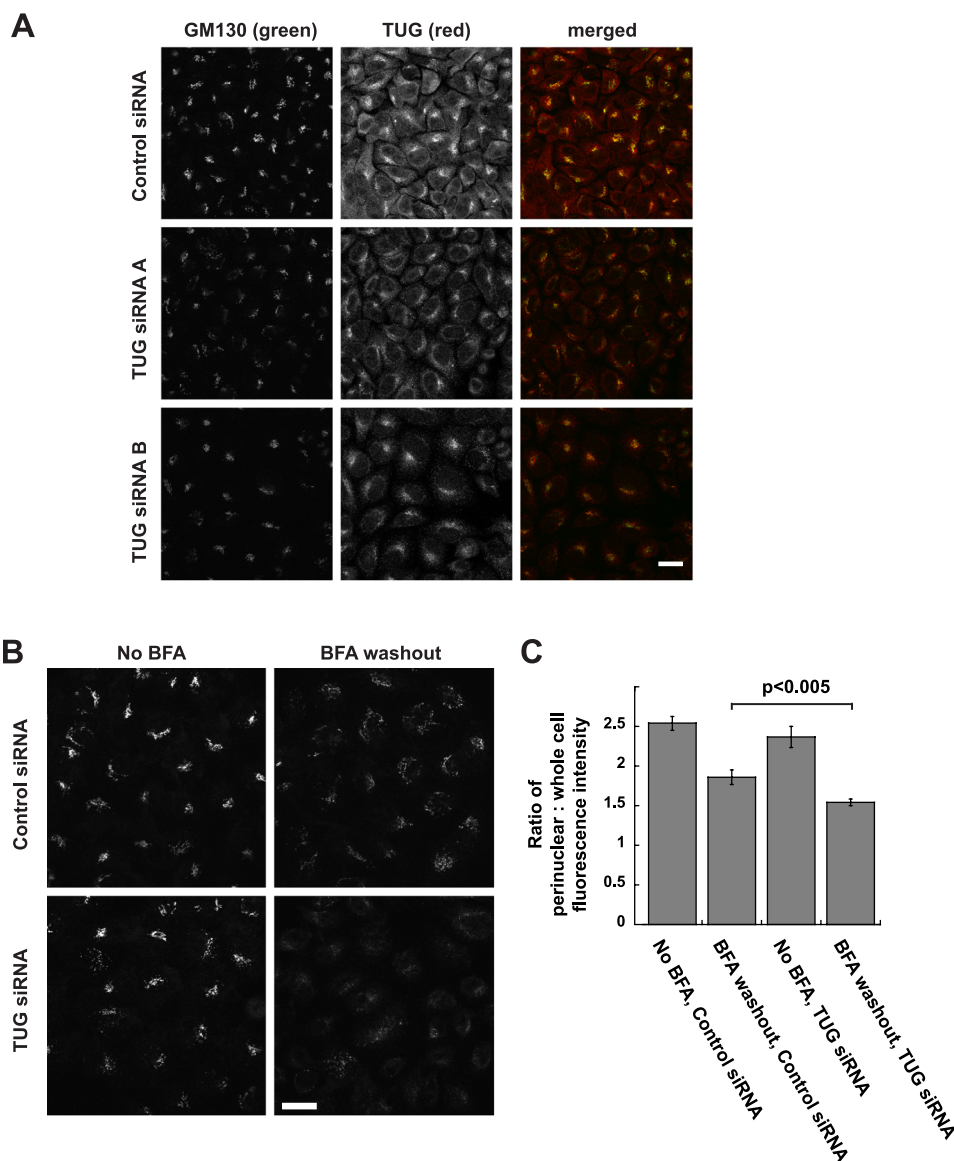 A
GM130 (green)
TUG (red)
merged
Control siRNA
TUG siRNA A
TUG siRNA B
B
No BFA
BFA washout
Control siRNA
TUG siRNA
C
p<0.005
Ratio of
perinuclear : whole cell
fluorescence intensity
2.5
2
1.5
1
0.5
0
No BFA, Control siRNA
BFA washout, Control siRNA
No BFA, TUG siRNA
BFA washout, TUG siRNA